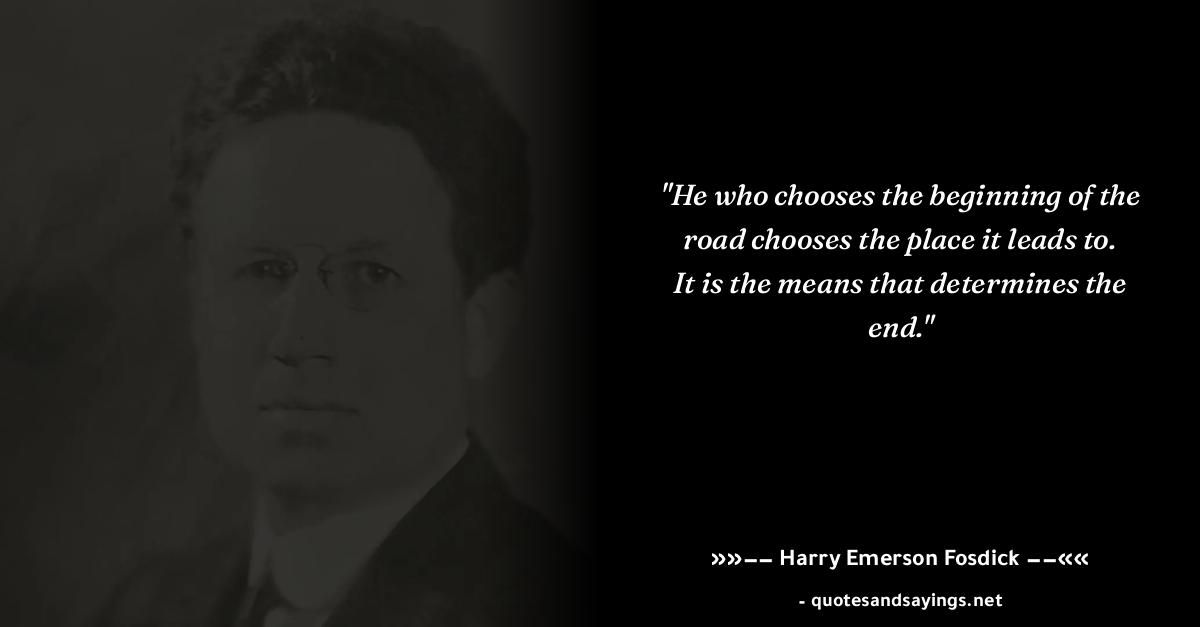 "He who chooses the beginning of the
road chooses the place it leads to.
It is the means that determines the
end."
»»–– Harry Emerson Fosdick ––««
- quotesandsayings.net